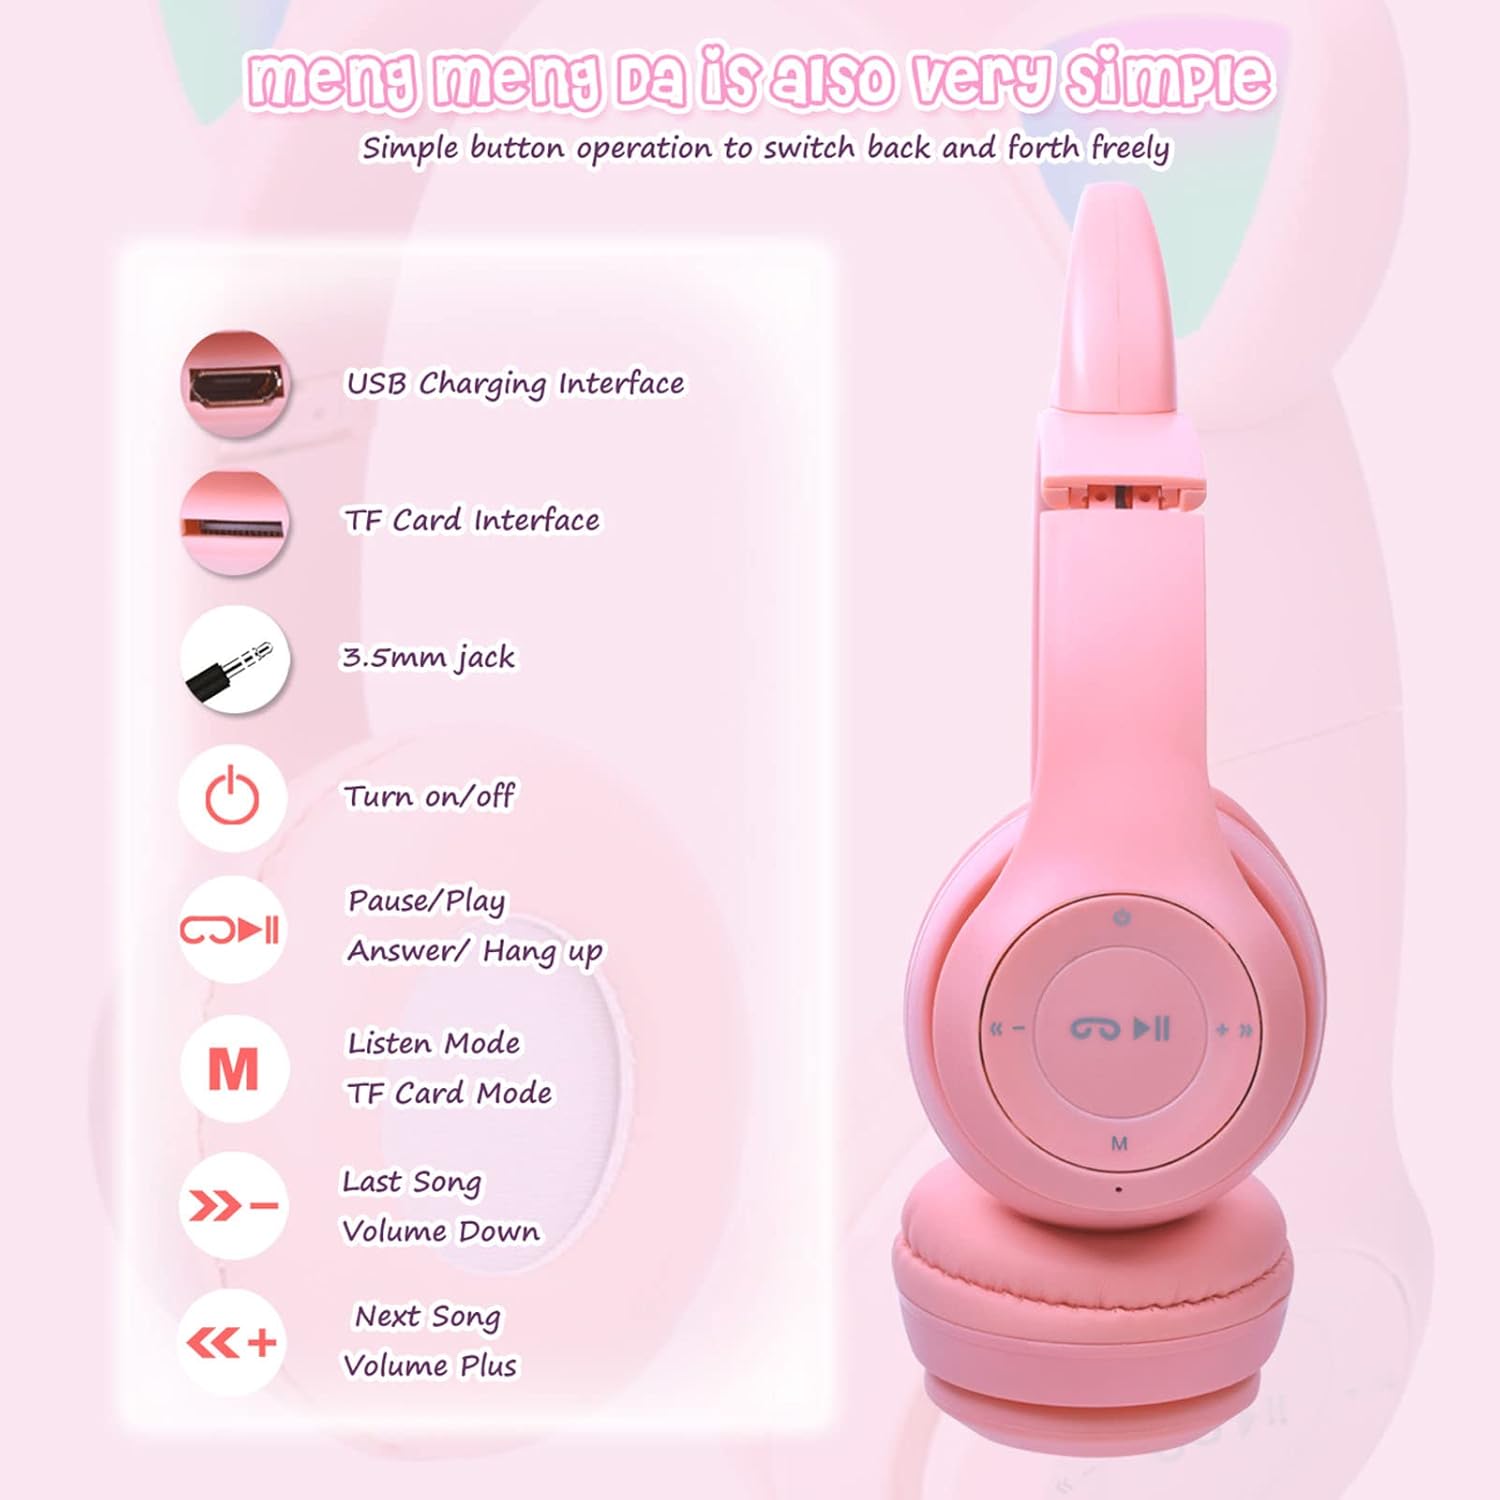 meng meng Da is also very simple
Simple button operation to switch back and forth freely
USB Charging Interface
TF Card Interface
3.5mm jack
Turn on/off
Pause/Play
Answer/ Hang up
M
Listen Mode
TF Card Mode
Last Song
Volume Down
Next Song
Volume Plus
« -
+ »
M